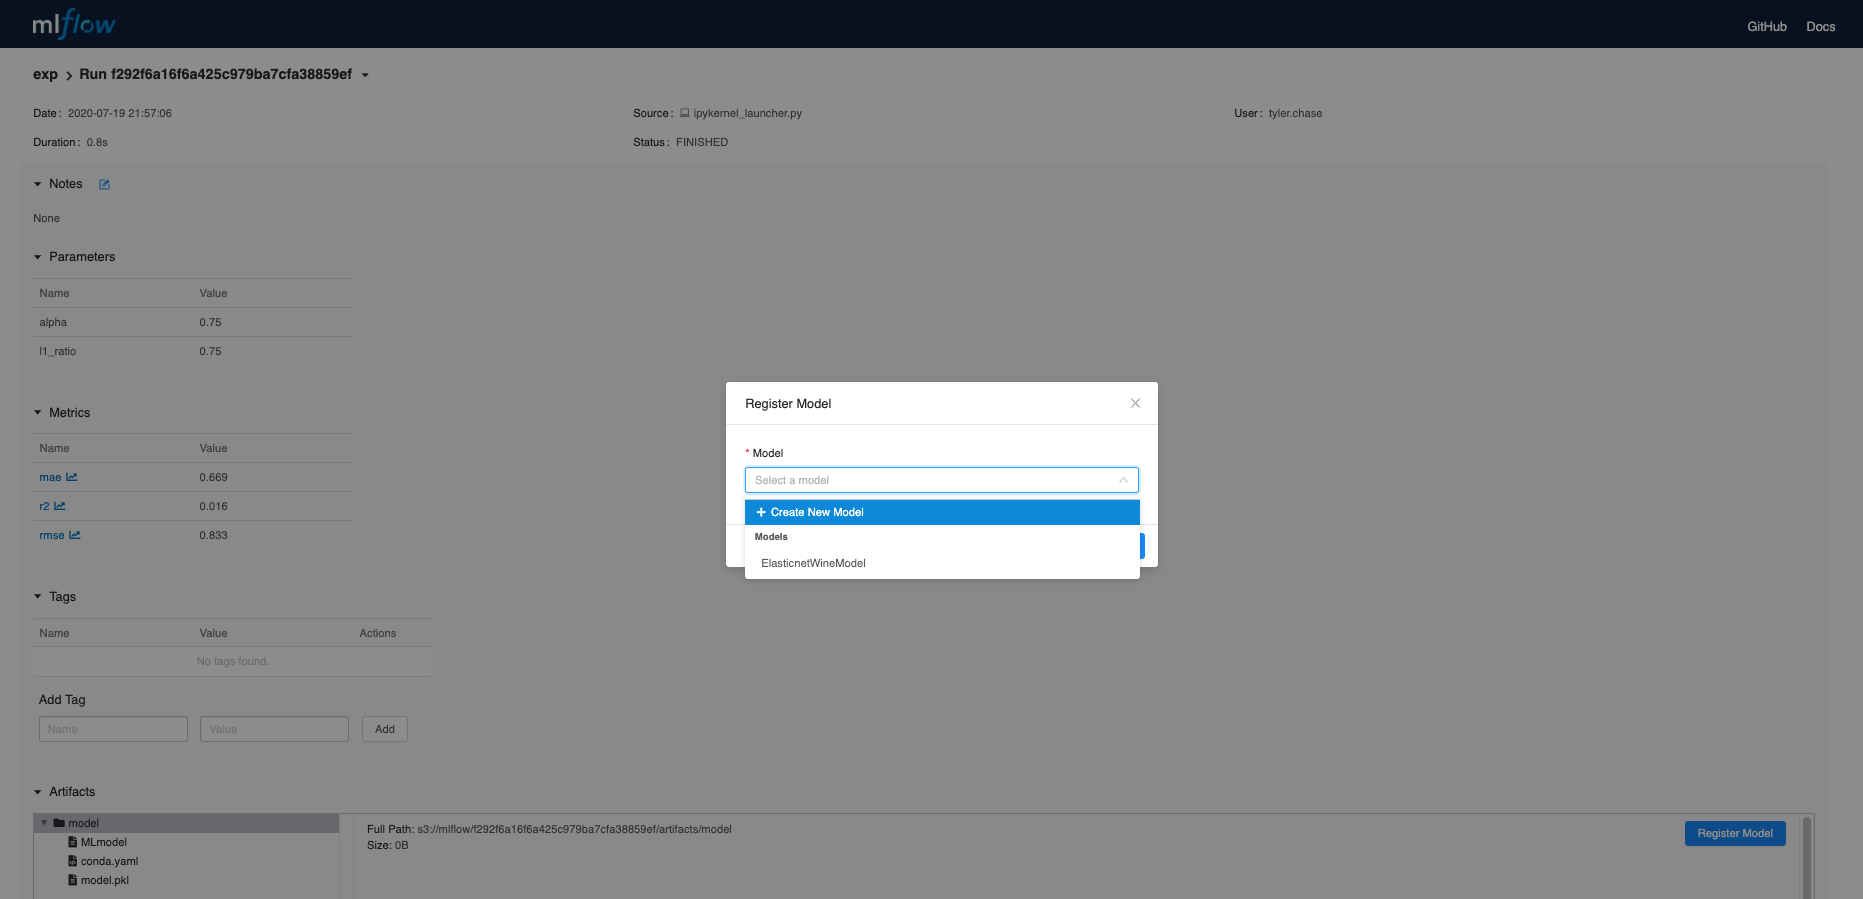 mlflow
GitHub Docs
exp > Run f292f6a16f6a425c979ba7cfa38859ef
Date : 2020-07-19 21:57:06
Source : ipykernel_launcher.py
User : tyler.chase
Duration : 0.8s
Status : FINISHED
Notes
None
Parameters
Name Value
alpha 0.75
l1_ratio 0.75
Metrics
Name Value
mae 0.669
r2 0.016
rmse 0.833
Register Model
* Model
Select a model
+ Create New Model
Models
ElasticnetWineModel
Tags
Name Value Actions
No tags found.
Add Tag
Name Value Add
Artifacts
model
MLmodel
conda.yaml
model.pkl
Full Path: s3://mlflow/f292f6a16f6a425c979ba7cfa38859ef/artifacts/model
Size: 0B
Register Model